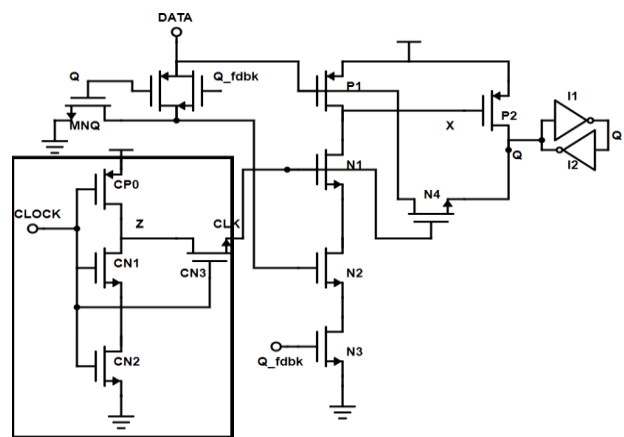 DATA
Q
Q_fdbk
P1
I1
P2
MNQ
X
Q
I2
Q
CP0
N1
CLOCK
Z
CLK
N4
CN1
CN3
N2
CN2
N3
Q_fdbk